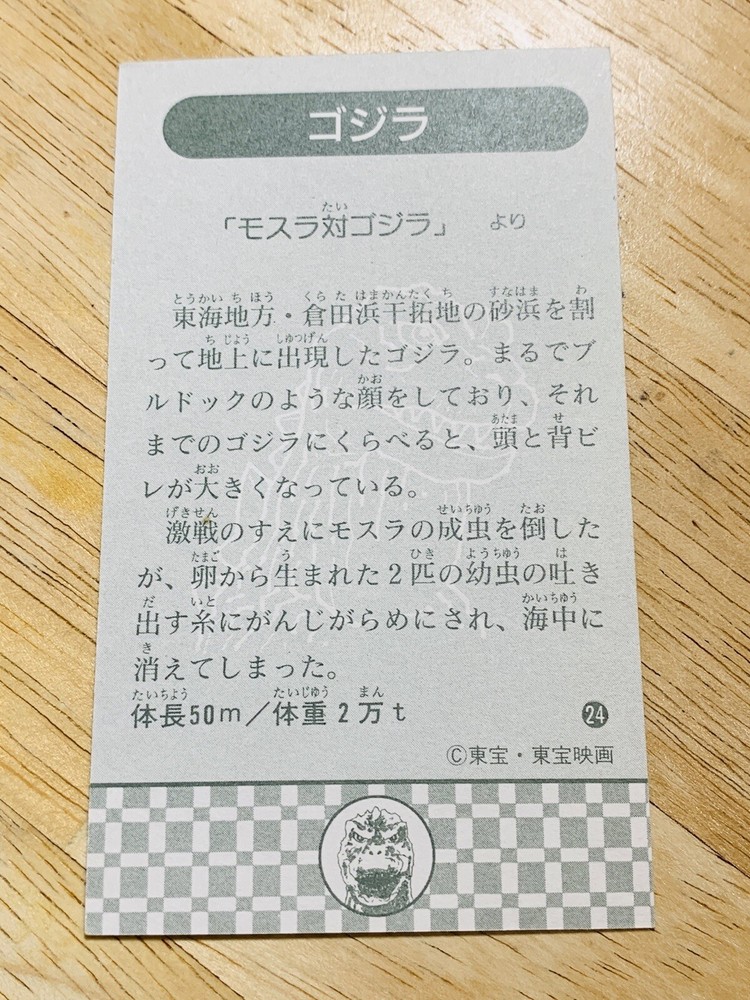 ゴジラ
「モスラ対ゴジラ」 より
東海地方・倉田浜干拓地の砂浜を割
って地上に出現したゴジラ。まるでブ
ルドックのような顔をしており、それ
までのゴジラにくらべると、頭と背ビ
レが大きくなっている。
激戦のすえにモスラの成虫を倒した
が、卵から生まれた2匹の幼虫の吐き
出す糸にがんじがらめにされ、海中に
消えてしまった。
体長50m/体重2万t
24
©東宝・東宝映画